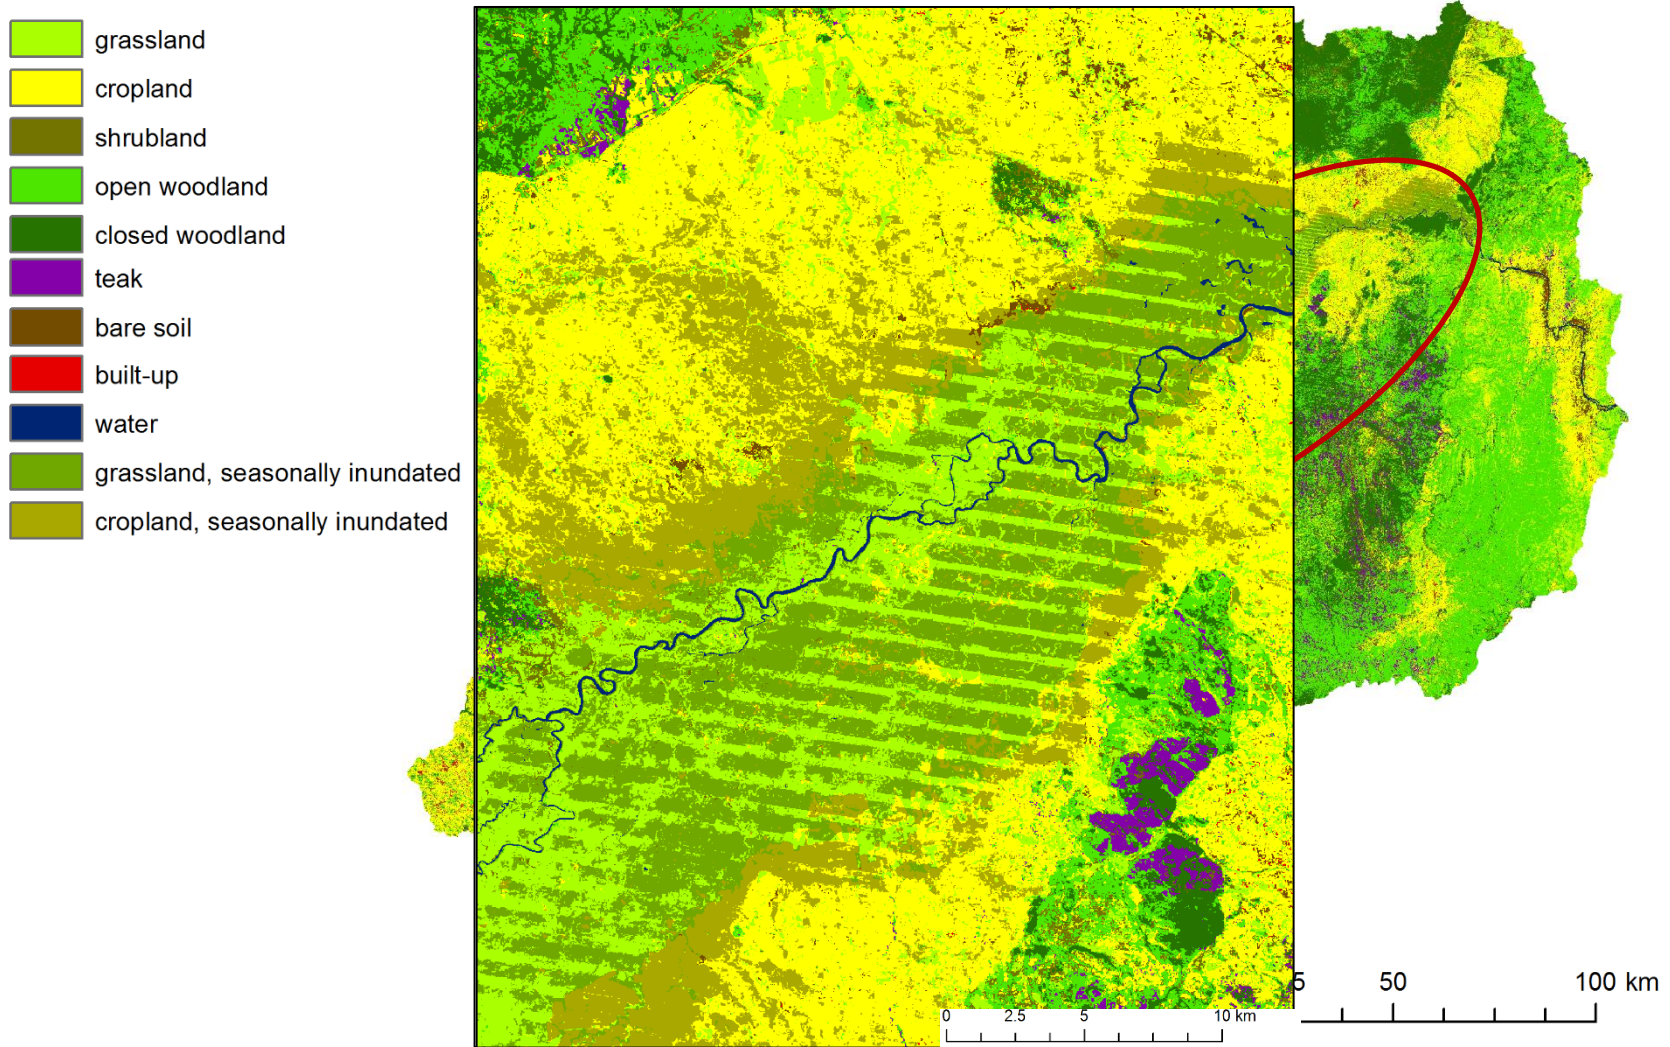 grassland
cropland
shrubland
open woodland
closed woodland
teak
bare soil
built-up
water
grassland, seasonally inundated
cropland, seasonally inundated
5 50 100 km
0 2.5 5 10 km